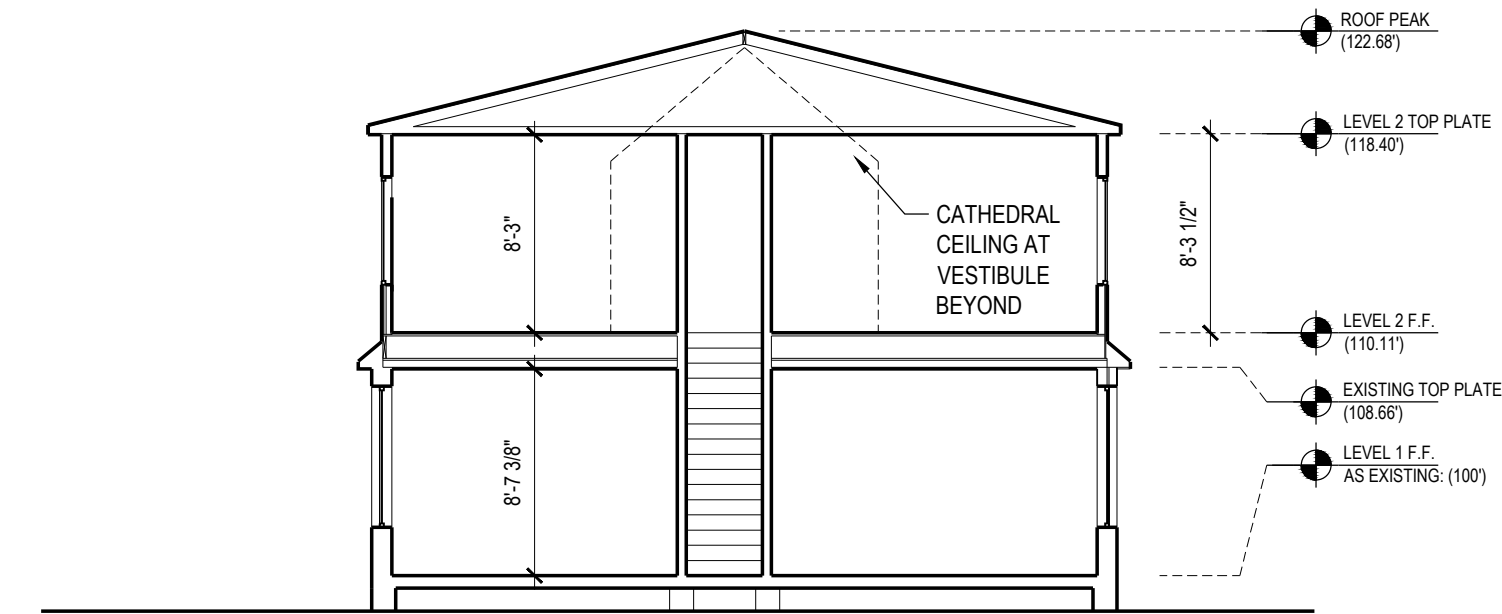 ROOF PEAK
(122.68')
LEVEL 2 TOP PLATE
(118.40')
8'-3"
CATHEDRAL
CEILING AT
VESTIBULE
BEYOND
8'-3 1/2"
LEVEL 2 F.F.
(110.11')
EXISTING TOP PLATE
(108.66')
8'-7 3/8"
LEVEL 1 F.F.
AS EXISTING: (100')